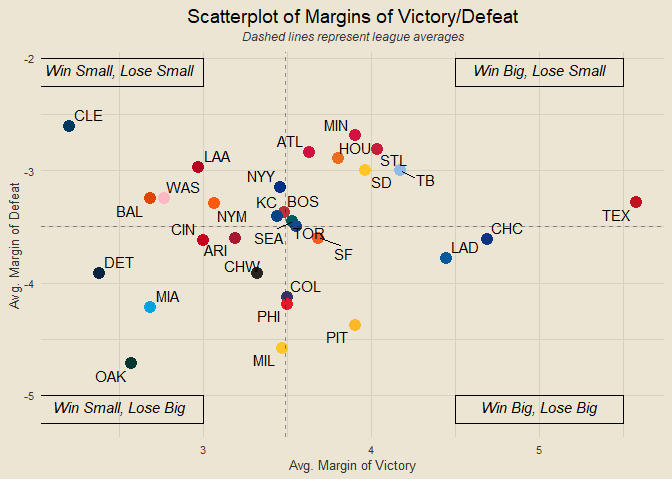 Scatterplot of Margins of Victory/Defeat
Dashed lines represent league averages
-2
Win Small, Lose Small
Win Big, Lose Small
CLE
MIN
ATL
HOU
STL
LAA
-3
SD
TB
NYY
WAS
BAL
KC
BOS
NYM
TEX
CIN
SEA
TOR
CHC
ARI
SF
LAD
DET
CHW
COL
MIA
-4
PHI
PIT
MIL
OAK
-5
Win Small, Lose Big
Win Big, Lose Big
3
4
5
Avg. Margin of Victory
Avg. Margin of Defeat